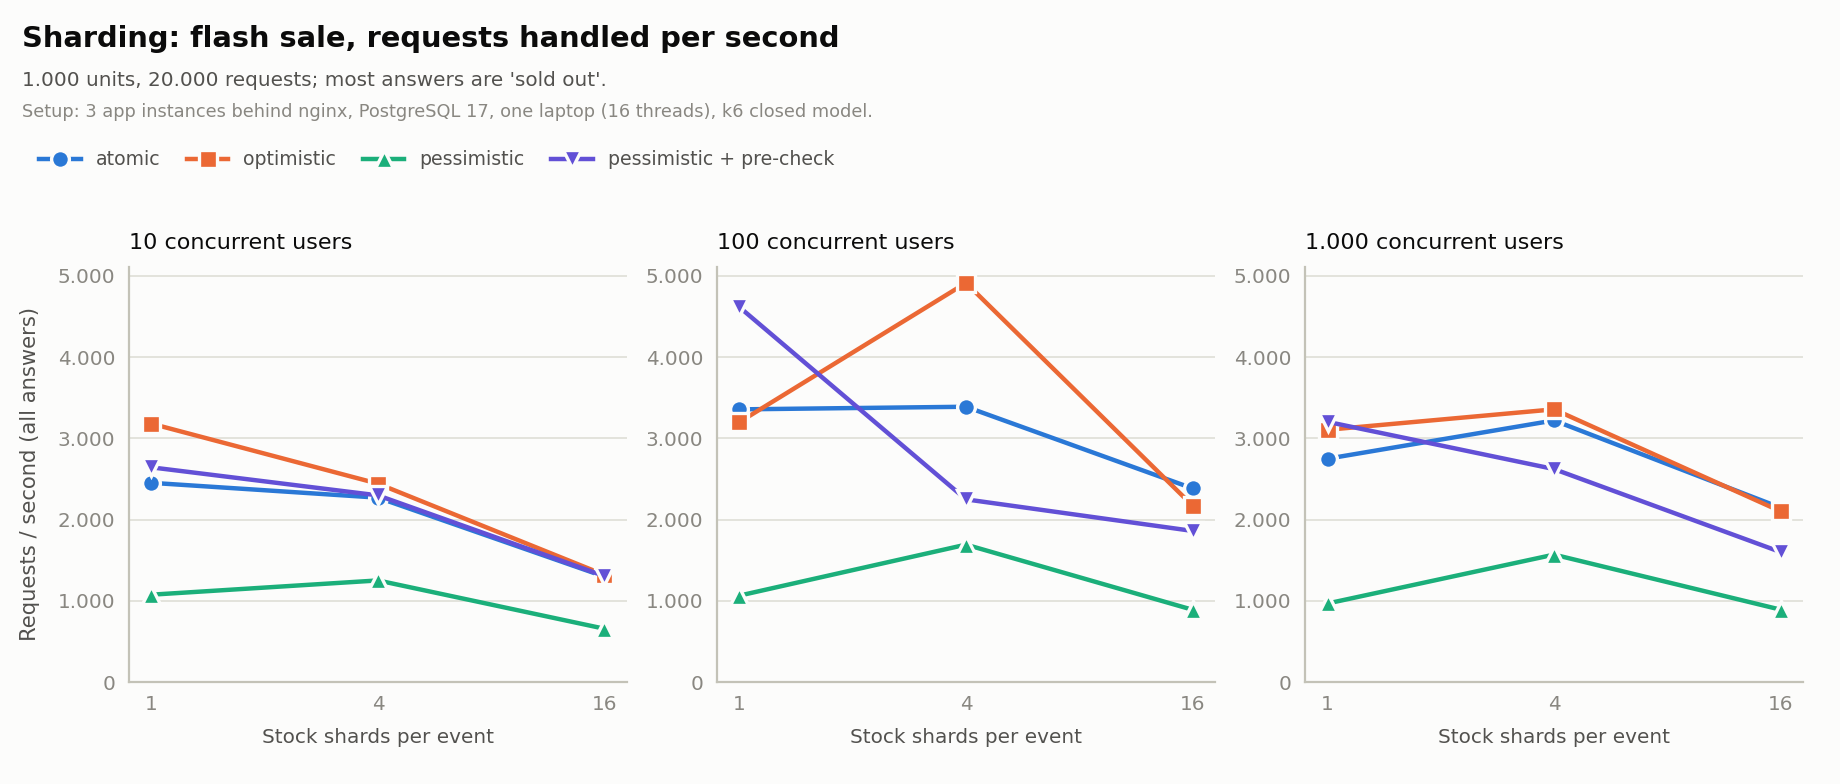 Sharding: flash sale, requests handled per second
1.000 units, 20.000 requests; most answers are 'sold out'.
Setup: 3 app instances behind nginx, PostgreSQL 17, one laptop (16 threads), k6 closed model.
atomic optimistic pessimistic pessimistic + pre-check
10 concurrent users
5.000
4.000
3.000
2.000
1.000
0
1 4 16
Stock shards per event
Requests / second (all answers)
100 concurrent users
5.000
4.000
3.000
2.000
1.000
0
1 4 16
Stock shards per event
1.000 concurrent users
5.000
4.000
3.000
2.000
1.000
0
1 4 16
Stock shards per event